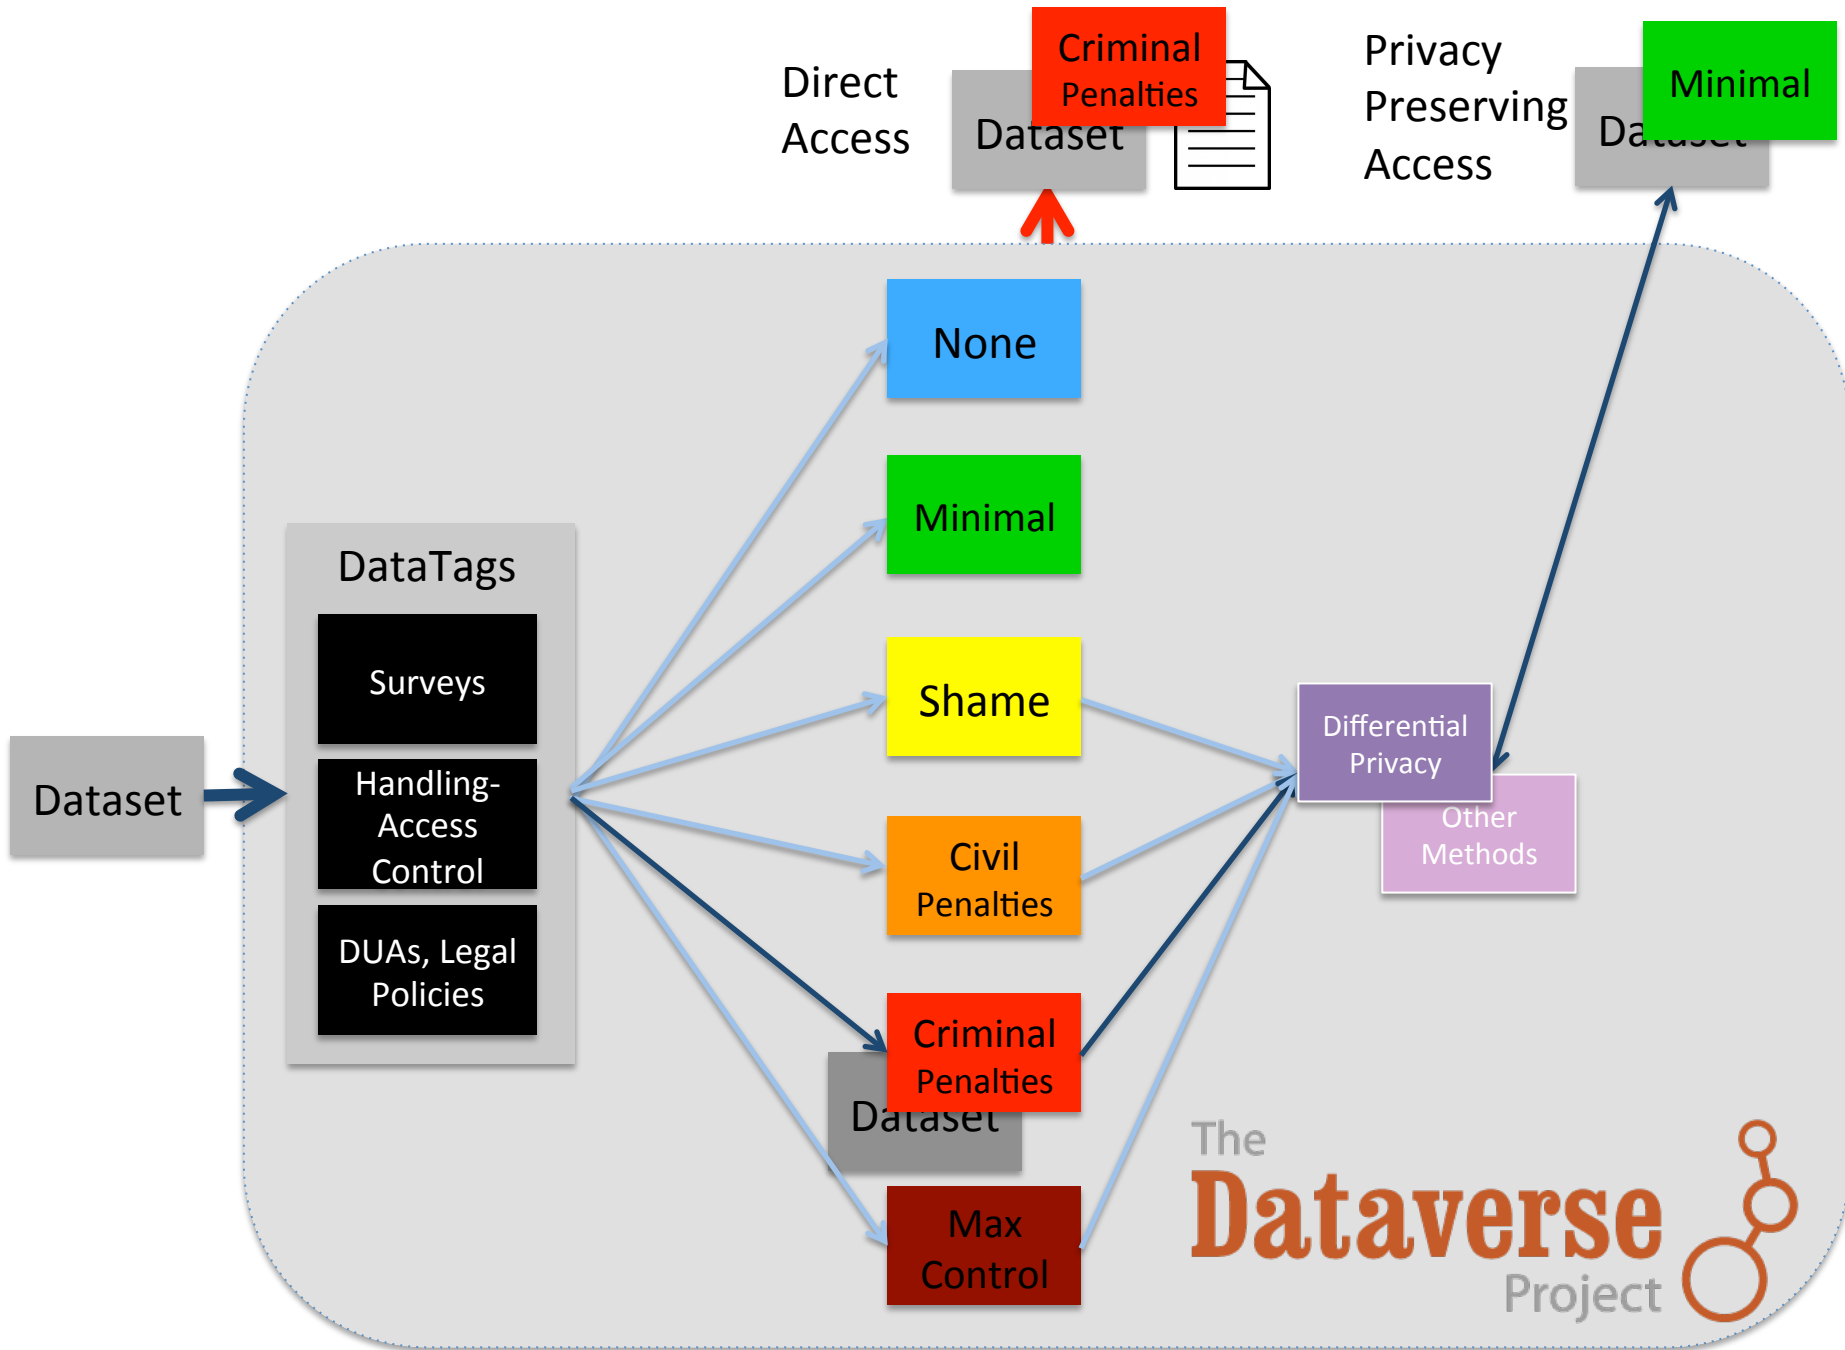 Direct
Access
Criminal
Penalties
Dataset
Privacy
Preserving
Access
Minimal
Dataset
None
Minimal
Shame
Civil
Penalties
Criminal
Penalties
Dataset
Max
Control
DataTags
Surveys
Handling-
Access
Control
DUAs, Legal
Policies
Dataset
Differential
Privacy
Other
Methods
The
Dataverse
Project